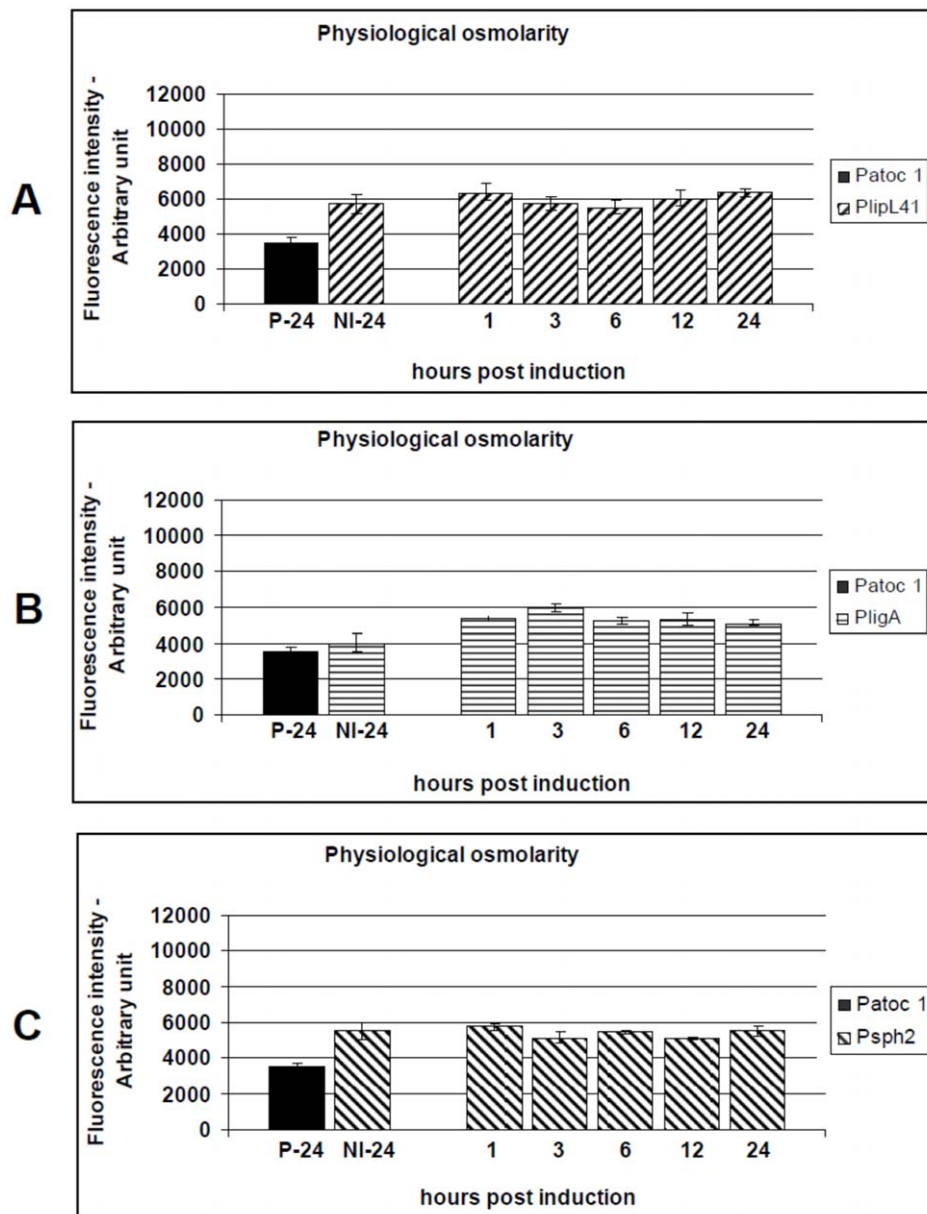 A
Physiological osmolarity
Fluorescence intensity -
Arbitrary unit
12000
10000
8000
6000
4000
2000
0
P-24 NI-24 1 3 6 12 24
hours post induction
Patoc 1
PlipL41
B
Physiological osmolarity
Fluorescence intensity -
Arbitrary unit
12000
10000
8000
6000
4000
2000
0
P-24 NI-24 1 3 6 12 24
hours post induction
Patoc 1
PligA
C
Physiological osmolarity
Fluorescence intensity -
Arbitrary unit
12000
10000
8000
6000
4000
2000
0
P-24 NI-24 1 3 6 12 24
hours post induction
Patoc 1
Psph2